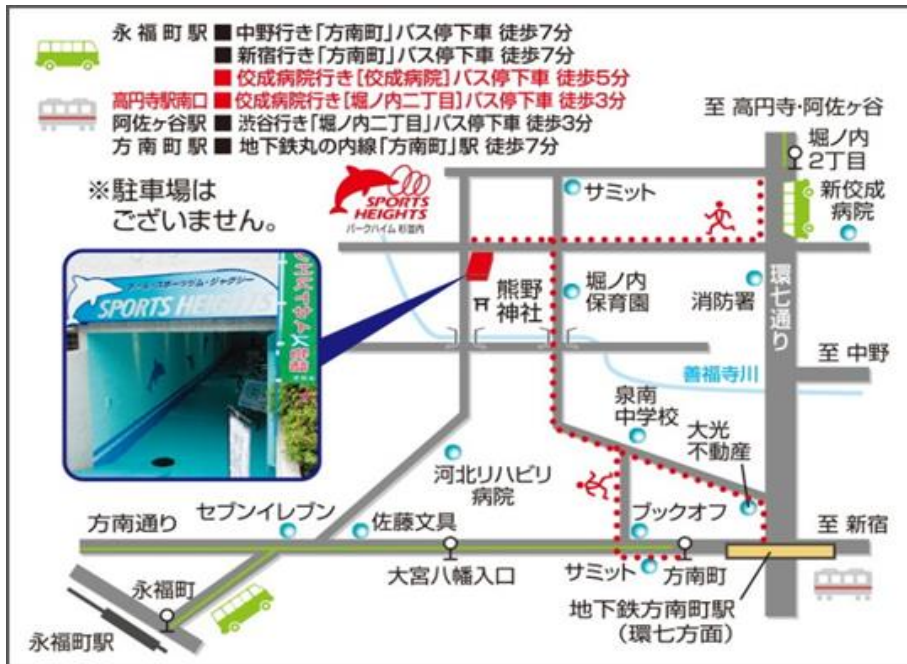 永福町駅 ■ 中野行き「方南町」バス停下車 徒歩7分
■ 新宿行き「方南町」バス停下車 徒歩7分
■ 佼成病院行き[佼成病院]バス停下車 徒歩5分
高円寺駅南口 ■ 佼成病院行き[堀ノ内二丁目]バス停下車 徒歩3分
阿佐ヶ谷駅 ■ 渋谷行き「堀ノ内二丁目」バス停下車 徒歩3分
方南町駅 ■ 地下鉄丸の内線「方南町」駅 徒歩7分
至 高円寺・阿佐ヶ谷
堀ノ内
2丁目
※駐車場は
ございません。
SPORTS
HEIGHTS
パークハイム 杉並内
サミット
新佼成
病院
プール・スポーツジム・ジャグジー
SPORTS HEIGHTS
熊野
神社
堀ノ内
保育園
消防署
環七通り
至 中野
善福寺川
泉南
中学校
大光
不動産
河北リハビリ
病院
セブンイレブン
佐藤文具
ブックオフ
方南通り
至 新宿
大宮八幡入口
サミット
方南町
永福町
永福町駅
地下鉄方南町駅
（環七方面）